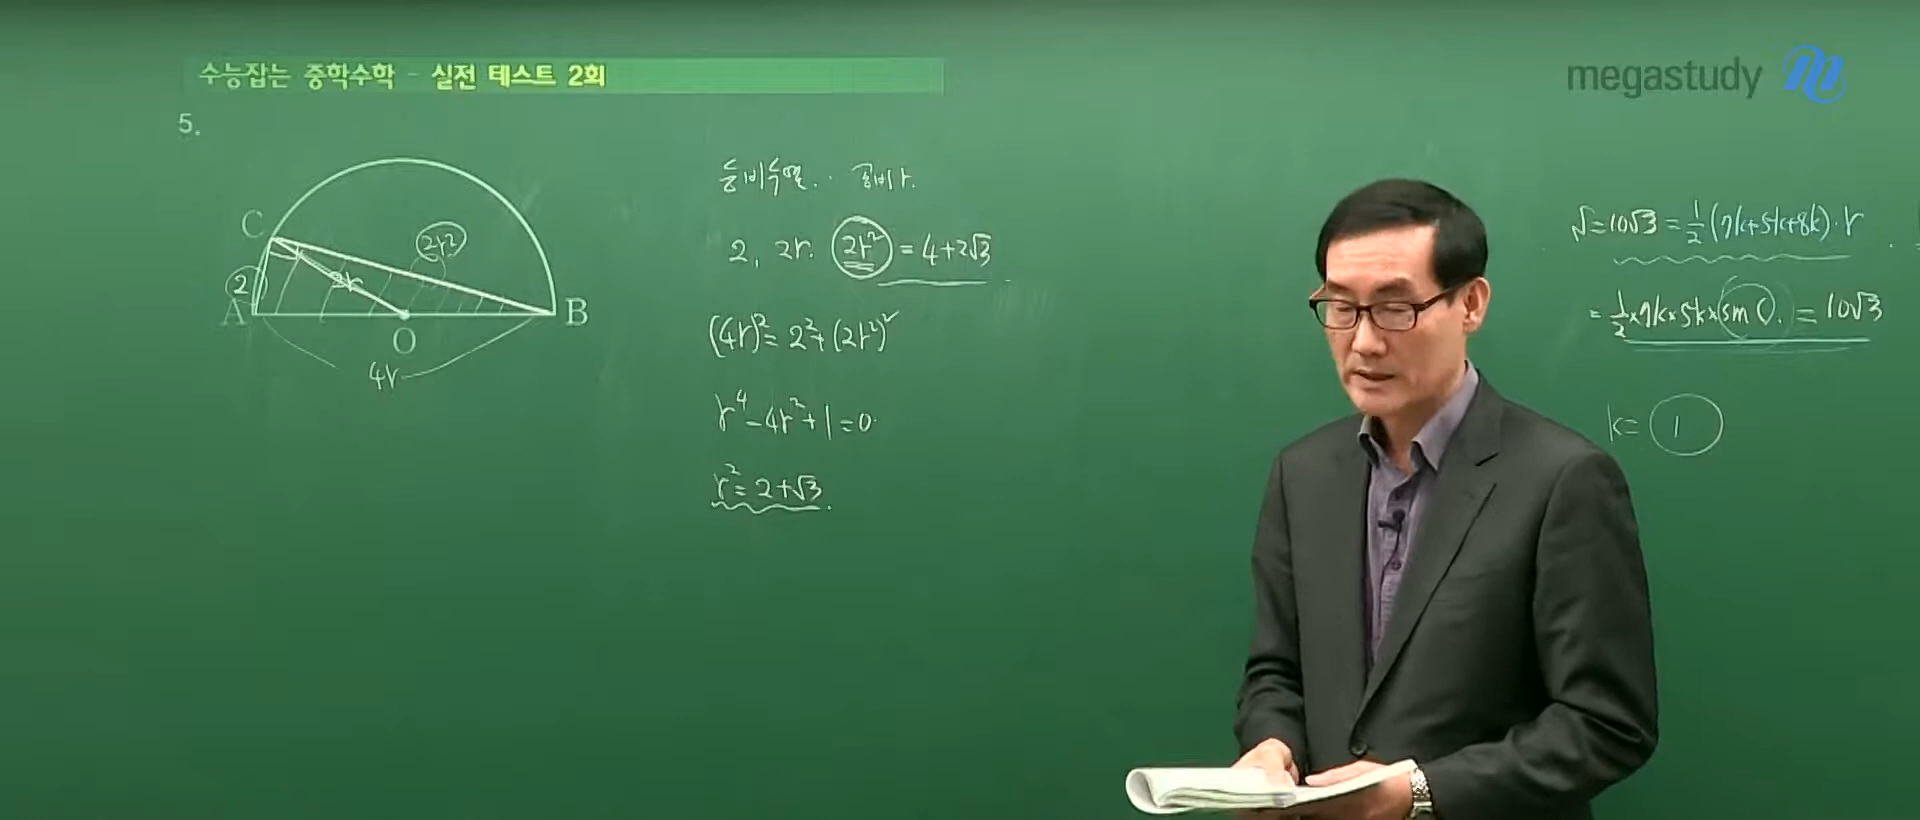 수능잡는 중학수학 - 실전 테스트 2회
megastudy
5.
C
2
A
2r
2r²
O
B
4r
등비수열.. 공비 r.
2, 2r. 2r² = 4+2√3
(4r)² = 2² + (2r²)²
r⁴ - 4r² + 1 = 0.
r² = 2+√3.
= 10√3 = 1/2 (7k+5k+8k)·r
= 1/2 × 7k × 5k × sin C. = 10√3
k = 1